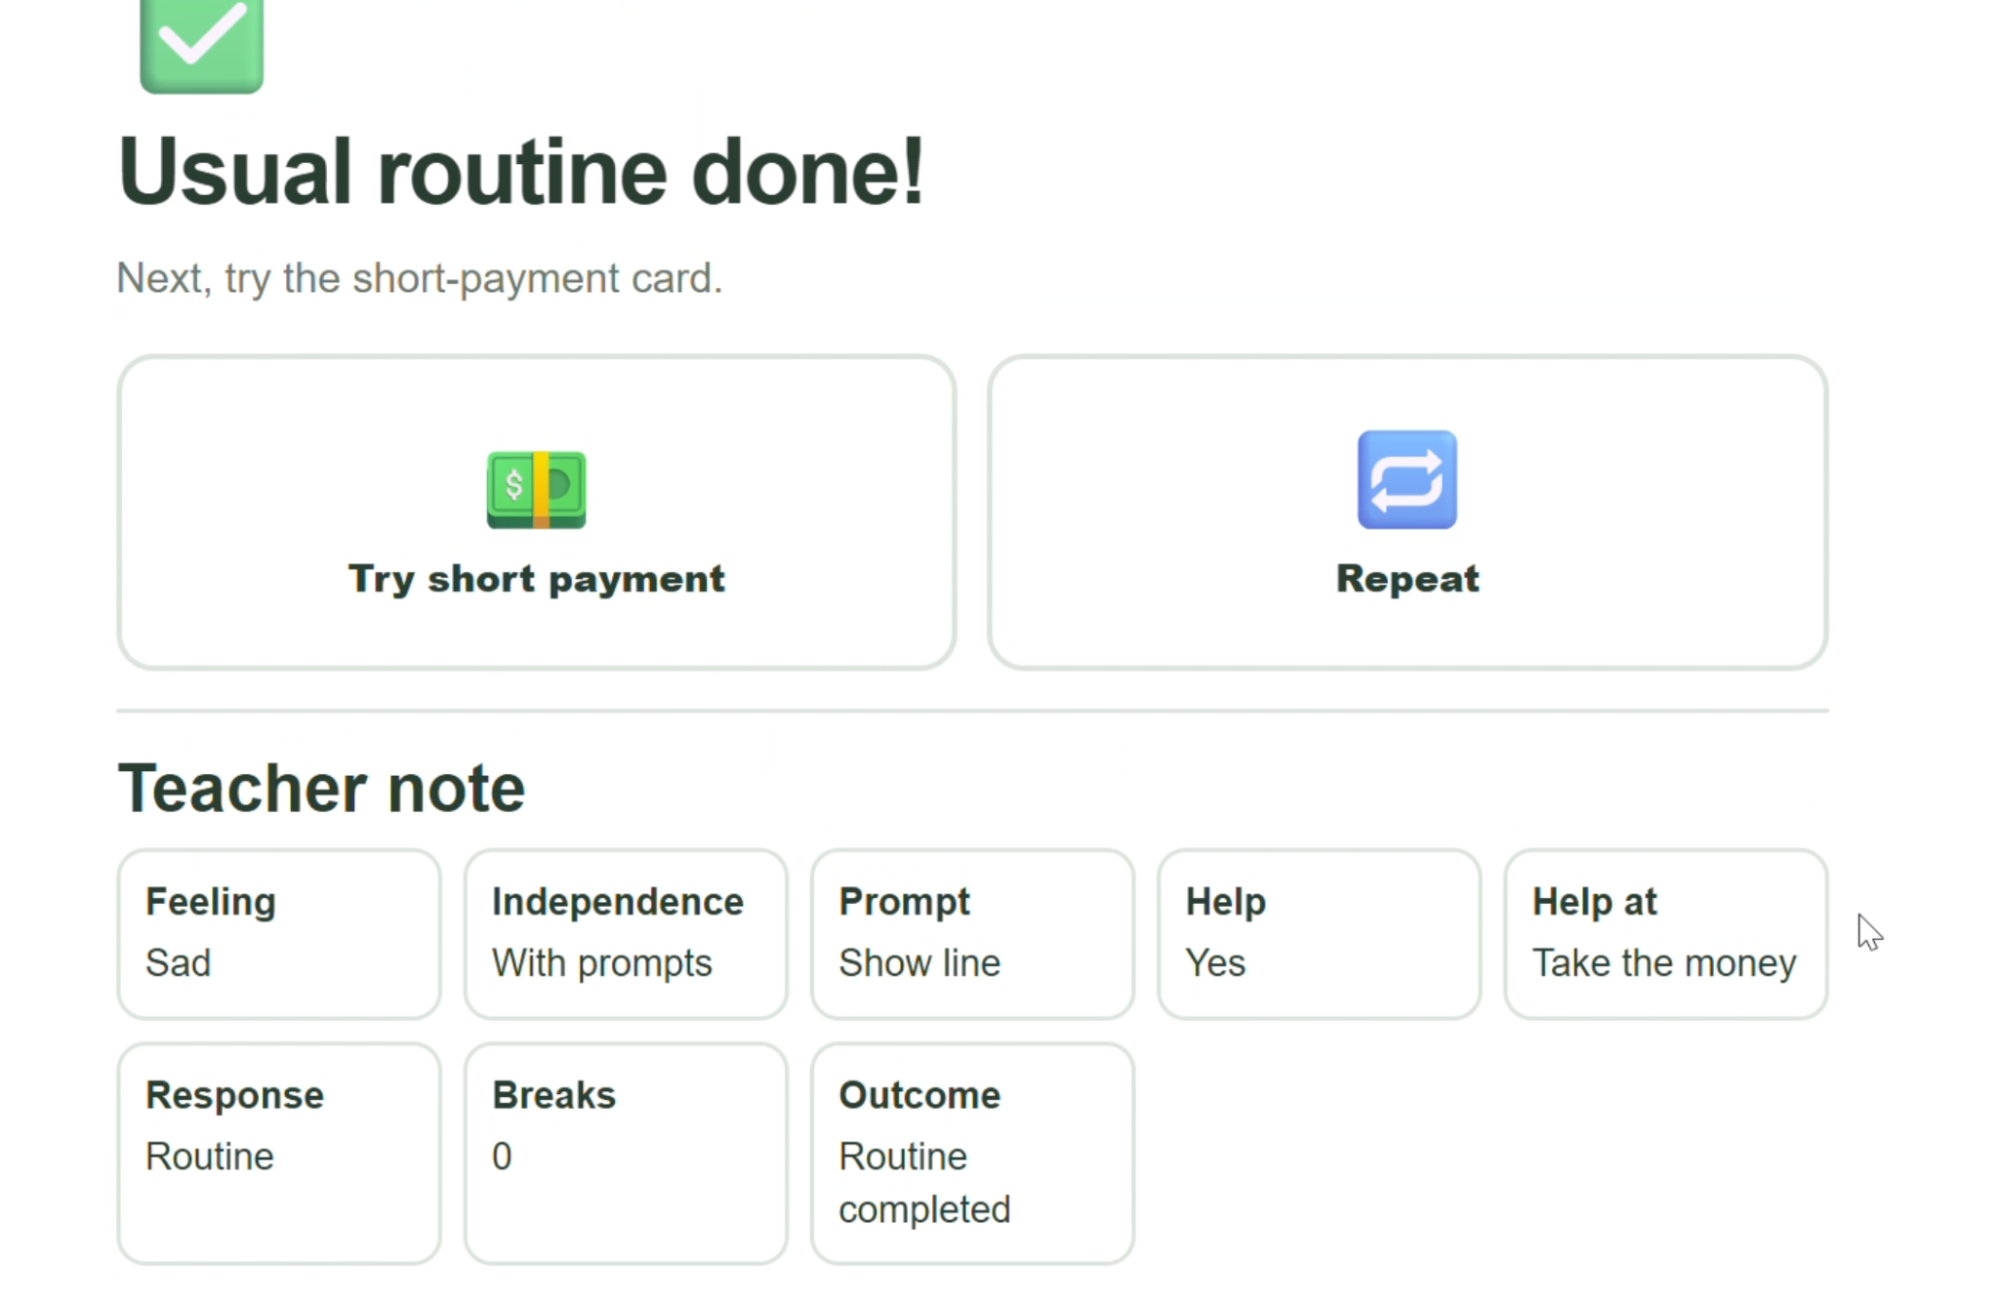 Usual routine done!
Next, try the short-payment card.
$
Try short payment
Repeat
Teacher note
Feeling
Sad
Independence
With prompts
Prompt
Show line
Help
Yes
Help at
Take the money
Response
Routine
Breaks
0
Outcome
Routine
completed